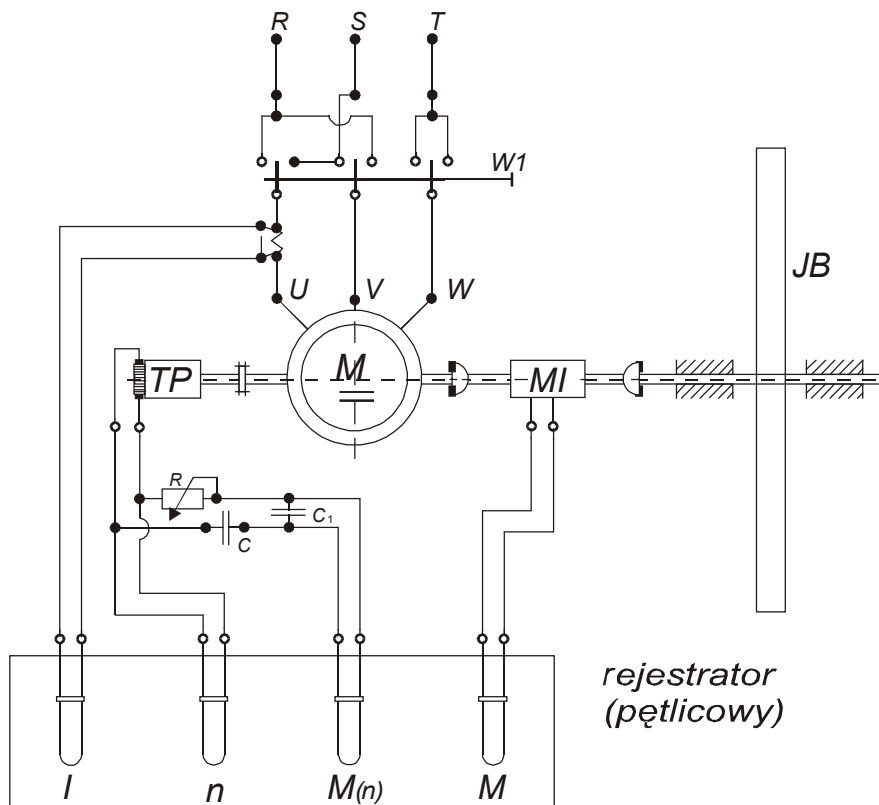 R S T
W1
JB
U V W
TP M MI
R
C₁
C
rejestrator
(pętlicowy)
I n M(n) M